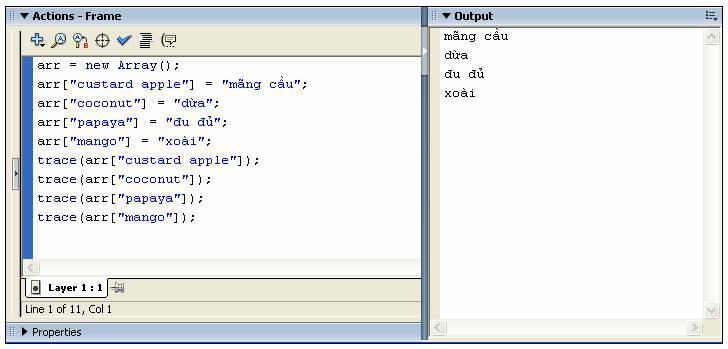 Actions - Frame
arr = new Array();
arr["custard apple"] = "mãng cầu";
arr["coconut"] = "dừa";
arr["papaya"] = "đu đủ";
arr["mango"] = "xoài";
trace(arr["custard apple"]);
trace(arr["coconut"]);
trace(arr["papaya"]);
trace(arr["mango"]);
Layer 1 : 1
Line 1 of 11, Col 1
Properties
Output
mãng cầu
dừa
đu đủ
xoài